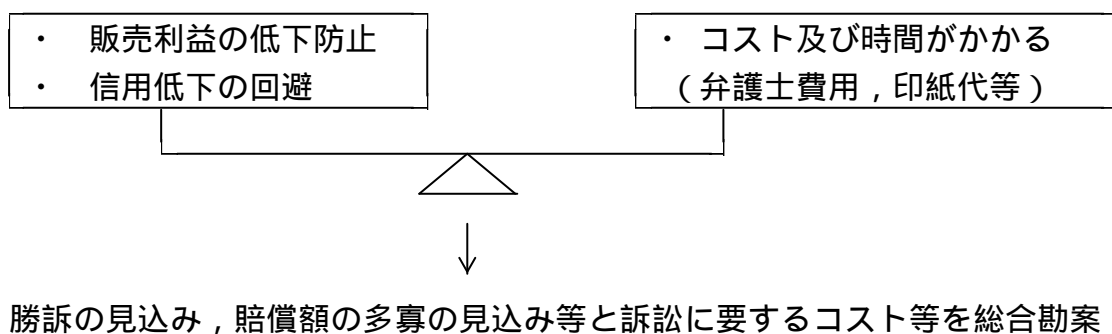 ・ 販売利益の低下防止
・ 信用低下の回避
・ コスト及び時間がかかる
（弁護士費用，印紙代等）
勝訴の見込み，賠償額の多寡の見込み等と訴訟に要するコスト等を総合勘案